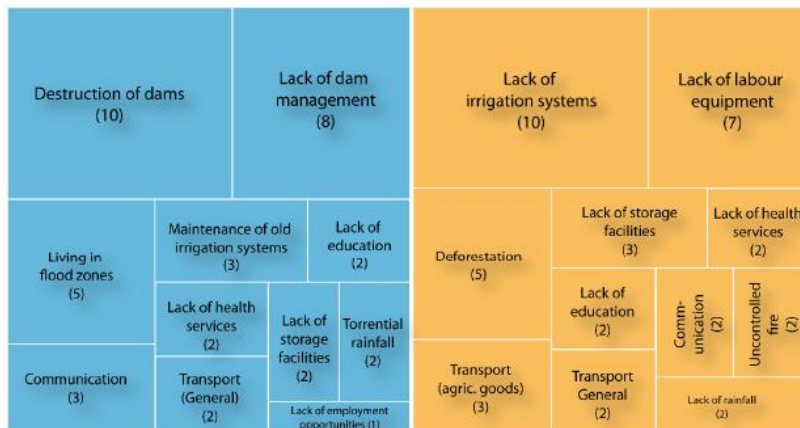 Destruction of dams
(10)
Lack of dam
management
(8)
Living in
flood zones
(5)
Maintenance of old
irrigation systems
(3)
Lack of
education
(2)
Lack of health
services
(2)
Lack of
storage
facilities
(2)
Torrential
rainfall
(2)
Communication
(3)
Transport
(General)
(2)
Lack of employment
opportunities (1)
Lack of
irrigation systems
(10)
Lack of labour
equipment
(7)
Deforestation
(5)
Lack of storage
facilities
(3)
Lack of health
services
(2)
Lack of
education
(2)
Comm-
unication
(2)
Uncontrolled
fire
(2)
Transport
(agric. goods)
(3)
Transport
General
(2)
Lack of rainfall
(2)